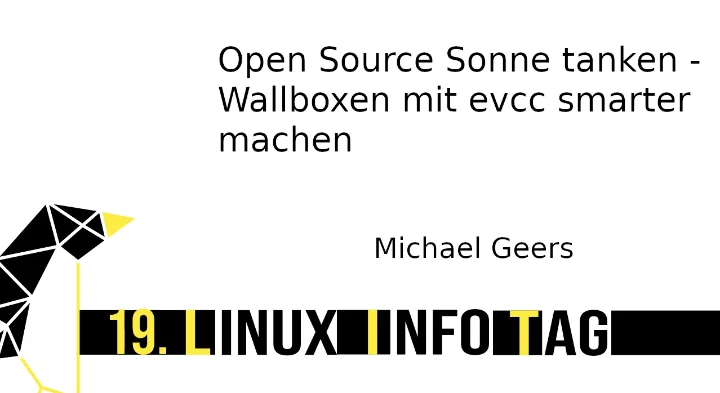 Open Source Sonne tanken -
Wallboxen mit evcc smarter
machen
Michael Geers
19. LINUX INFO TAG